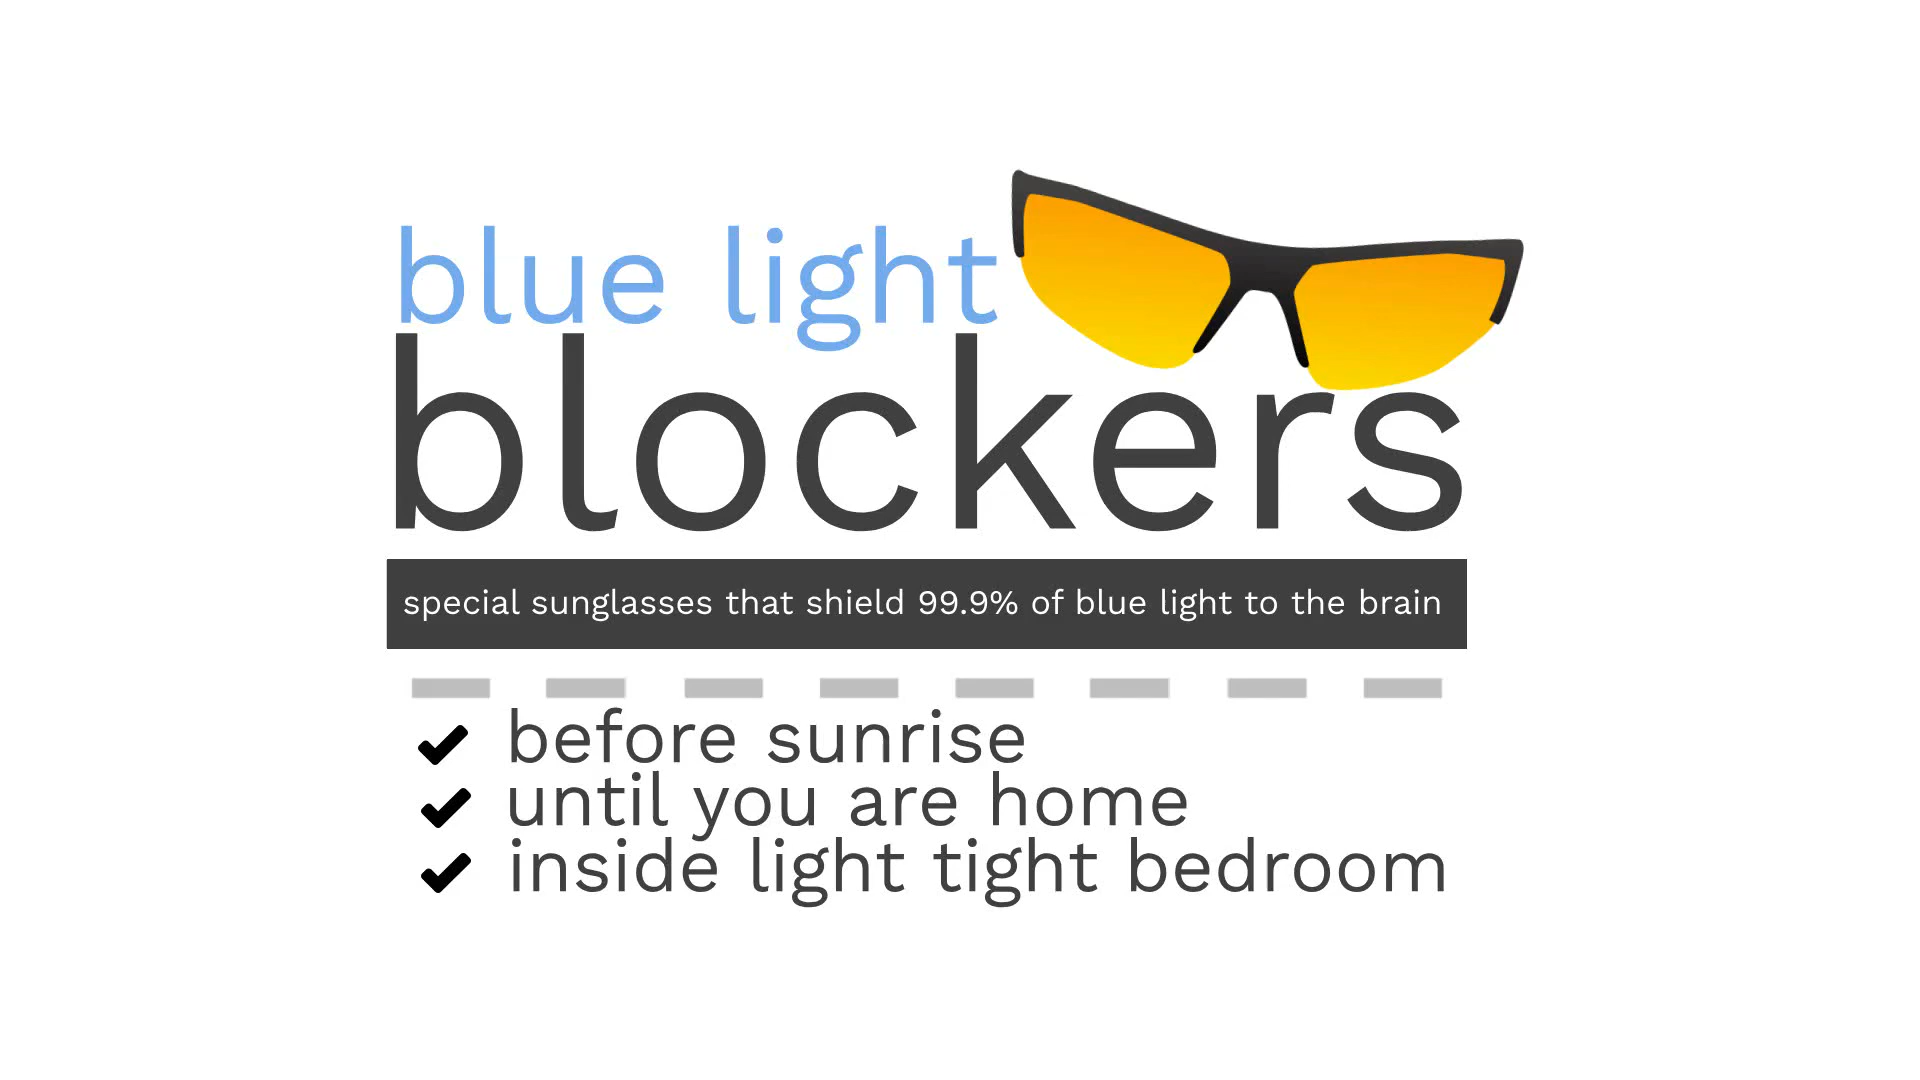 blue light
blockers
special sunglasses that shield 99.9% of blue light to the brain
before sunrise
until you are home
inside light tight bedroom